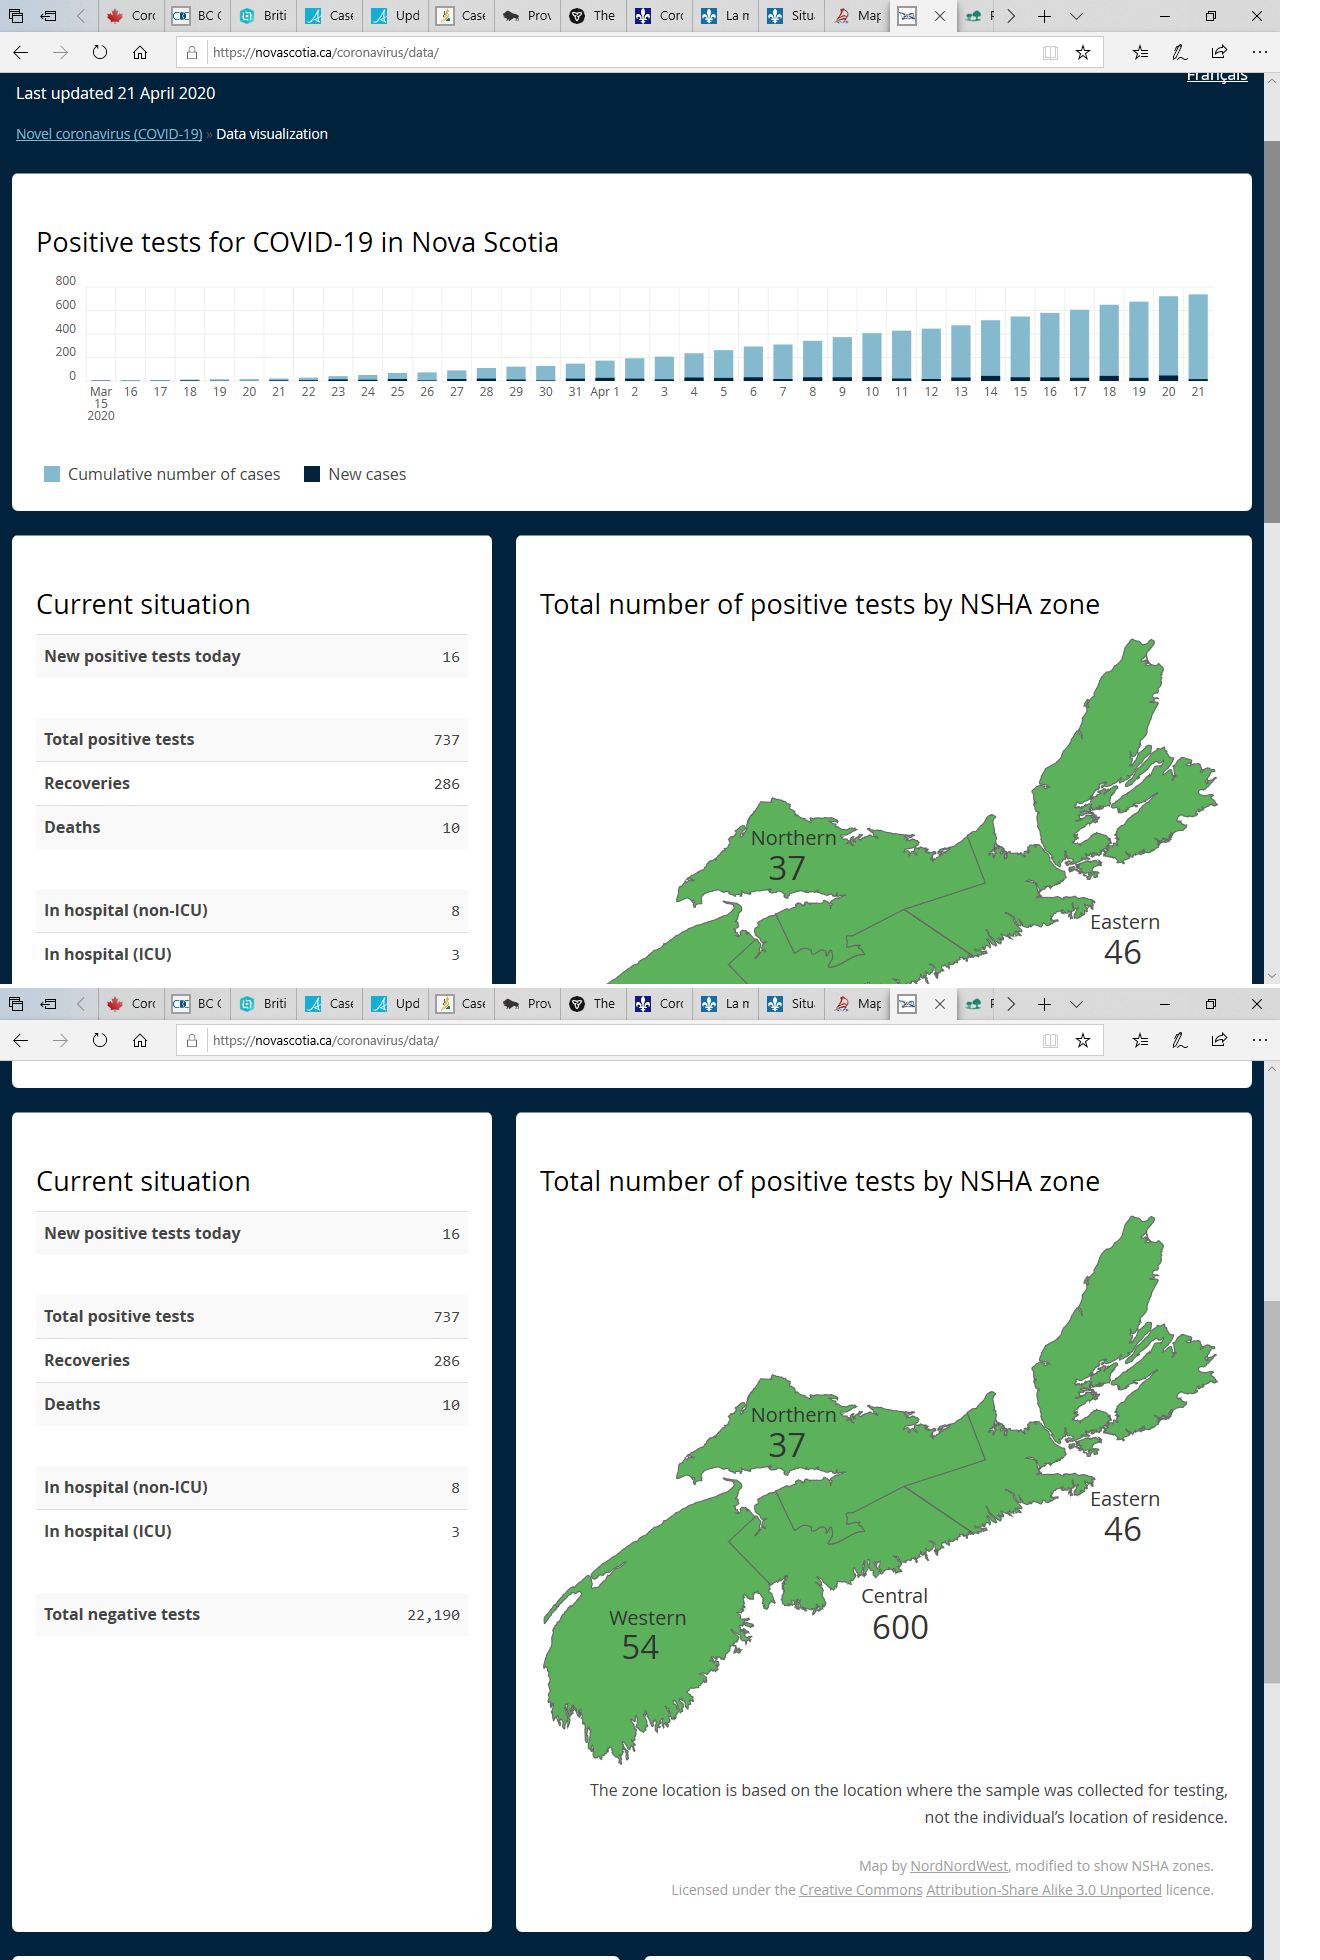 Corc
BC C
Briti
Case
Upd
Case
Prov
The
Corc
La n
Situ
Map
https://novascotia.ca/coronavirus/data/
Français
Last updated 21 April 2020
Novel coronavirus (COVID-19) » Data visualization
Positive tests for COVID-19 in Nova Scotia
800
600
400
200
0
Mar 15 2020 16 17 18 19 20 21 22 23 24 25 26 27 28 29 30 31 Apr 1 2 3 4 5 6 7 8 9 10 11 12 13 14 15 16 17 18 19 20 21
Cumulative number of cases New cases
Current situation
New positive tests today 16
Total positive tests 737
Recoveries 286
Deaths 10
In hospital (non-ICU) 8
In hospital (ICU) 3
Total number of positive tests by NSHA zone
Northern
37
Eastern
46
Corc
BC C
Briti
Case
Upd
Case
Prov
The
Corc
La n
Situ
Map
https://novascotia.ca/coronavirus/data/
Current situation
New positive tests today 16
Total positive tests 737
Recoveries 286
Deaths 10
In hospital (non-ICU) 8
In hospital (ICU) 3
Total negative tests 22,190
Total number of positive tests by NSHA zone
Northern
37
Eastern
46
Central
600
Western
54
The zone location is based on the location where the sample was collected for testing,
not the individual's location of residence.
Map by NordNordWest, modified to show NSHA zones.
Licensed under the Creative Commons Attribution-Share Alike 3.0 Unported licence.